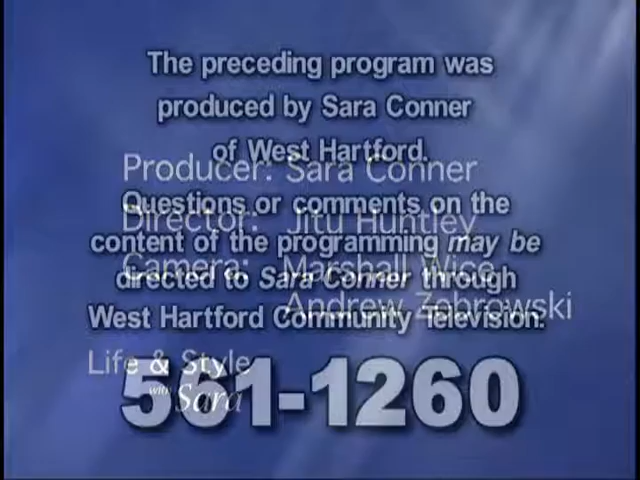 The preceding program was
produced by Sara Conner
of West Hartford.
Producer: Sara Conner
Questions or comments on the
Director: Jitu Huntley
content of the programming may be
Camera: Marshall Wice
directed to Sara Conner through
Andrew Zabrowski
West Hartford Community Television:
Life & Style
with Sara
561-1260